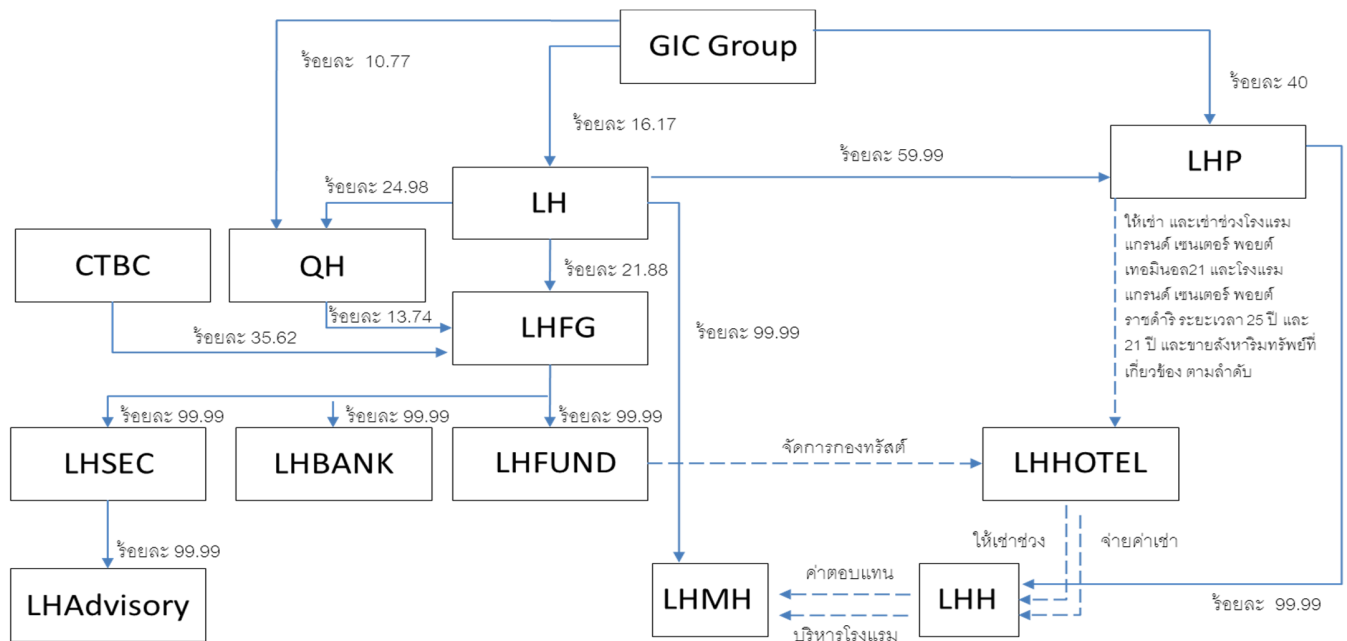 GIC Group
ร้อยละ 10.77
ร้อยละ 40
ร้อยละ 16.17
ร้อยละ 59.99
LHP
ร้อยละ 24.98
LH
CTBC
QH
ร้อยละ 21.88
ให้เช่า และเช่าช่วงโรงแรม
แกรนด์ เซนเตอร์ พอยต์
เทอมินอล21 และโรงแรม
แกรนด์ เซนเตอร์ พอยต์
ราชดำริ ระยะเวลา 25 ปี และ
21 ปี และขายสังหาริมทรัพย์ที่
เกี่ยวข้อง ตามลำดับ
ร้อยละ 13.74
LHFG
ร้อยละ 35.62
ร้อยละ 99.99
ร้อยละ 99.99
ร้อยละ 99.99
ร้อยละ 99.99
LHSEC
LHBANK
LHFUND
จัดการกองทรัสต์
LHHOTEL
ให้เช่าช่วง
จ่ายค่าเช่า
ร้อยละ 99.99
LHAdvisory
LHMH
ค่าตอบแทน
บริหารโรงแรม
LHH
ร้อยละ 99.99